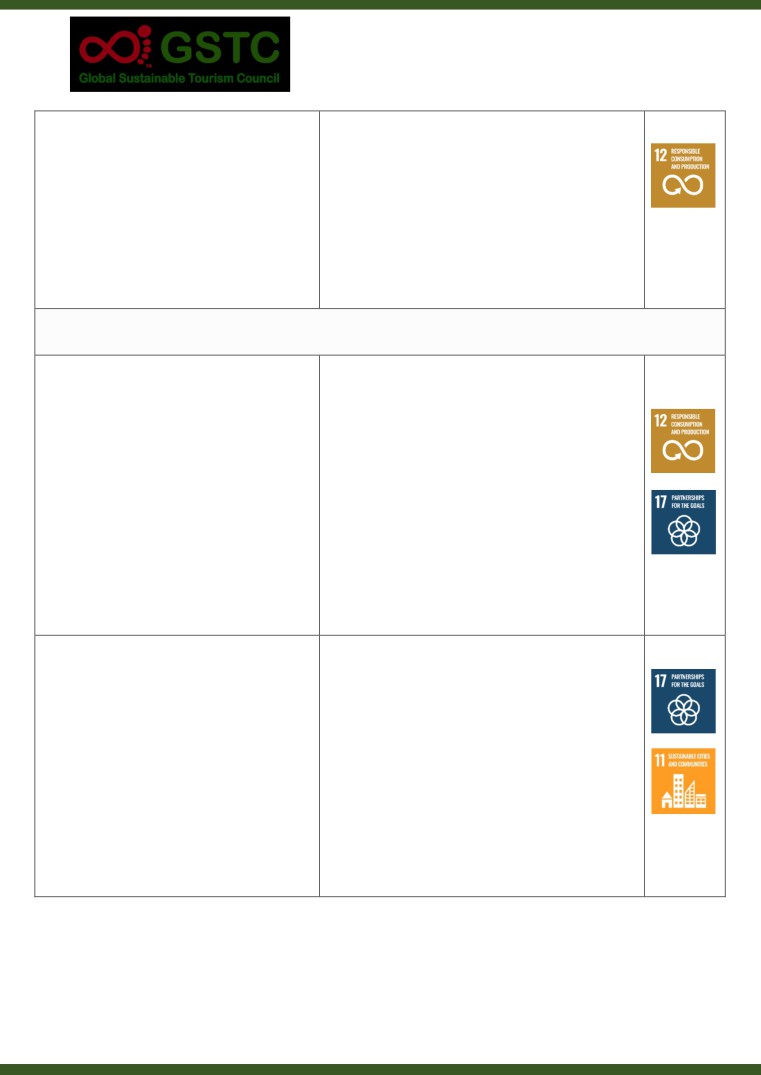 GSTC
Global Sustainable Tourism Council
12 RESPONSIBLE
CONSUMPTION
AND PRODUCTION
12 RESPONSIBLE
CONSUMPTION
AND PRODUCTION
17 PARTNERSHIPS
FOR THE GOALS
17 PARTNERSHIPS
FOR THE GOALS
11 SUSTAINABLE CITIES
AND COMMUNITIES